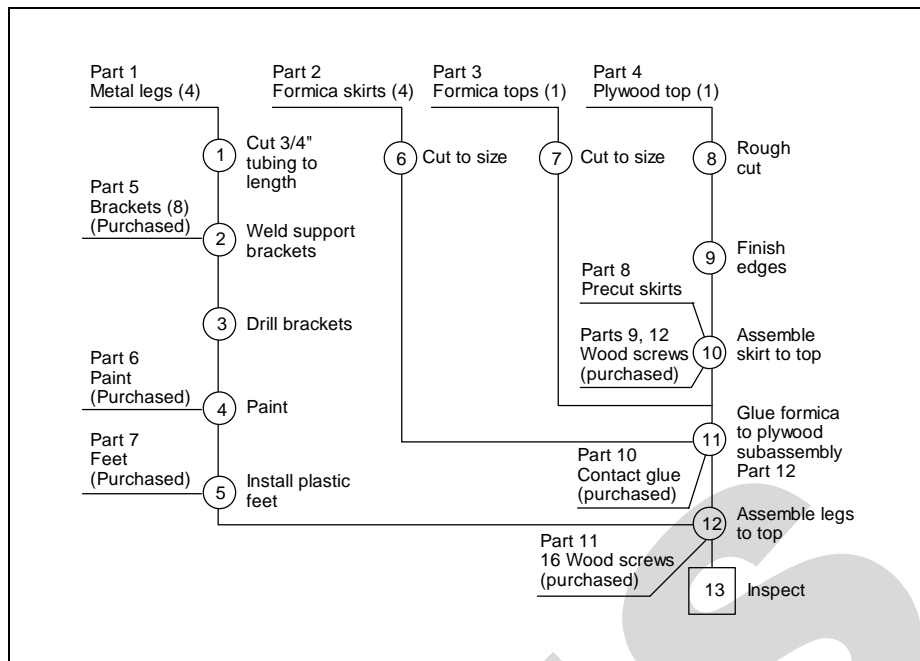 Part 1
Metal legs (4)
Part 2
Formica skirts (4)
Part 3
Formica tops (1)
Part 4
Plywood top (1)
1
Cut 3/4" tubing to length
6
Cut to size
7
Cut to size
8
Rough
cut
Part 5
Brackets (8)
(Purchased)
2
Weld support
brackets
9
Finish
edges
3
Drill brackets
Part 8
Precut skirts
Parts 9, 12
Wood screws
(purchased)
10
Assemble
skirt to top
Part 6
Paint
(Purchased)
4
Paint
11
Glue formica
to plywood
subassembly
Part 12
Part 7
Feet
(Purchased)
5
Install plastic
feet
Part 10
Contact glue
(purchased)
12
Assemble legs
to top
Part 11
16 Wood screws
(purchased)
13
Inspect